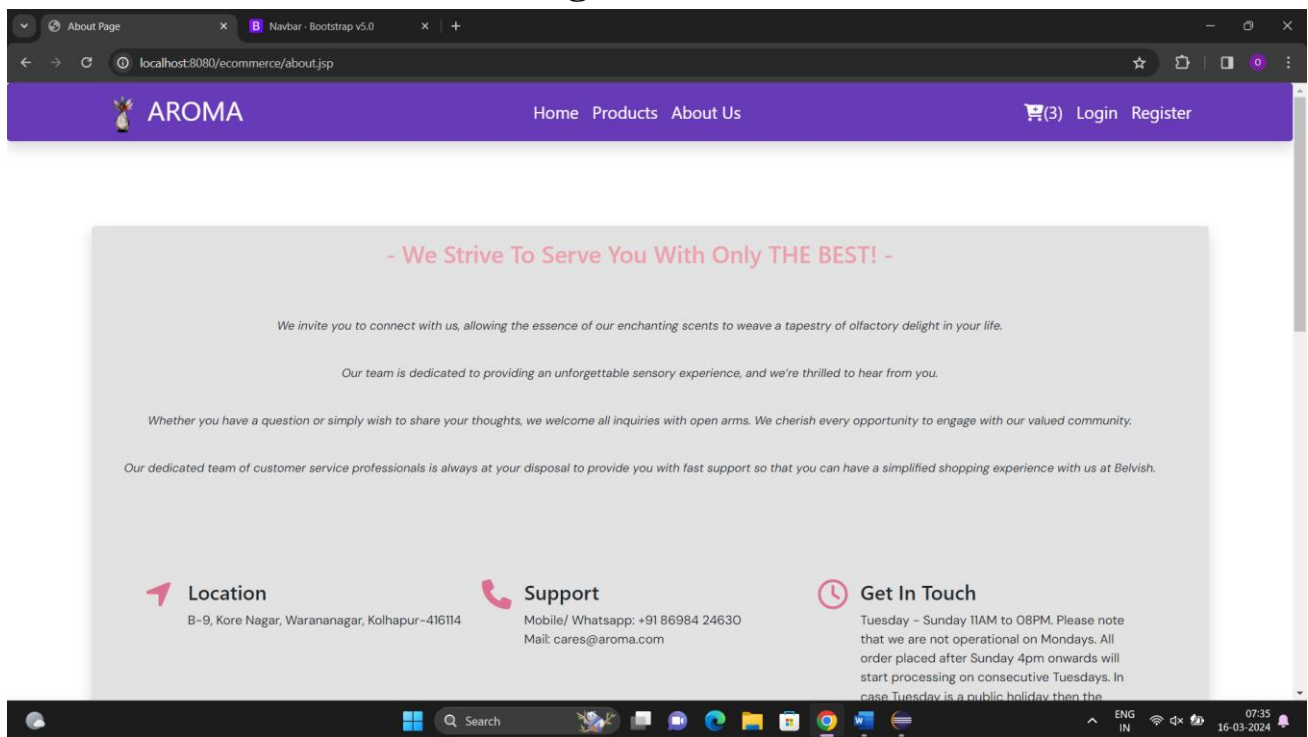 About Page
B Navbar · Bootstrap v5.0
localhost:8080/ecommerce/about.jsp
O
AROMA
Home Products About Us
(3) Login Register
- We Strive To Serve You With Only THE BEST! -
We invite you to connect with us, allowing the essence of our enchanting scents to weave a tapestry of olfactory delight in your life.
Our team is dedicated to providing an unforgettable sensory experience, and we're thrilled to hear from you.
Whether you have a question or simply wish to share your thoughts, we welcome all inquiries with open arms. We cherish every opportunity to engage with our valued community.
Our dedicated team of customer service professionals is always at your disposal to provide you with fast support so that you can have a simplified shopping experience with us at Belvish.
Location
B-9, Kore Nagar, Warananagar, Kolhapur-416114
Support
Mobile/ Whatsapp: +91 86984 24630
Mail: cares@aroma.com
Get In Touch
Tuesday - Sunday 11AM to 08PM. Please note
that we are not operational on Mondays. All
order placed after Sunday 4pm onwards will
start processing on consecutive Tuesdays. In
case Tuesday is a public holiday then the
Search
ENG
IN
07:35
16-03-2024